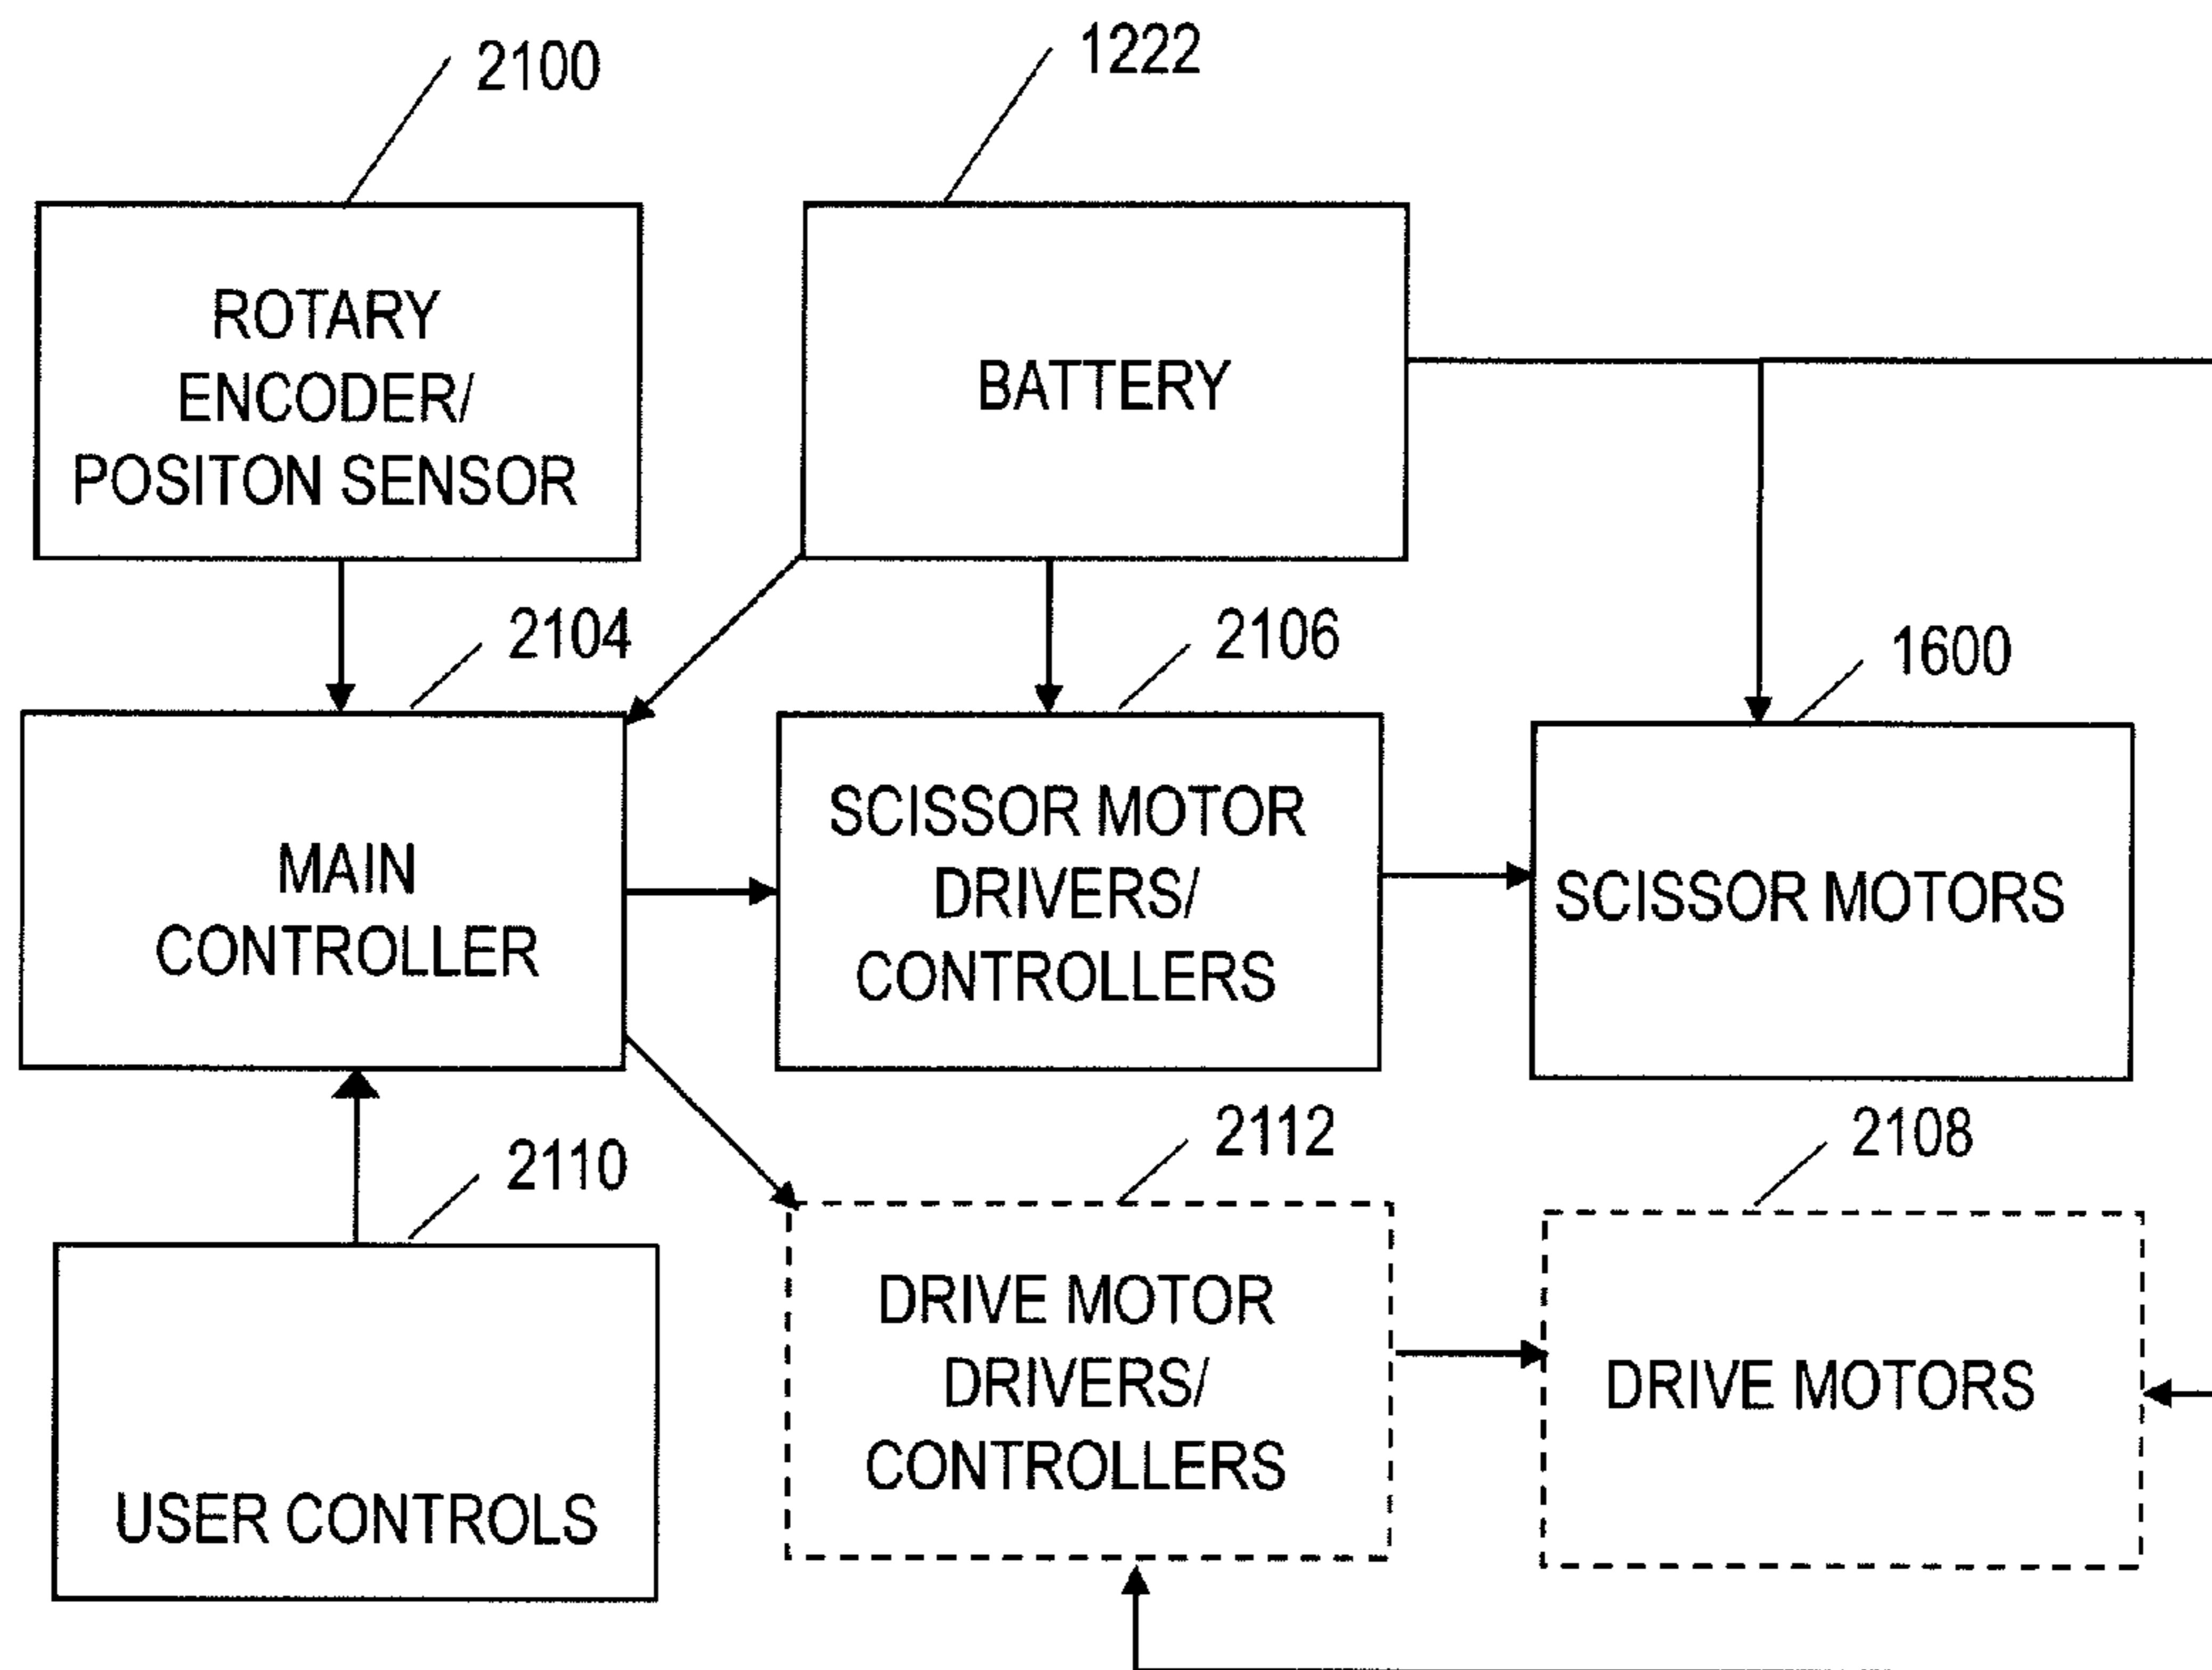 2100
1222
ROTARY
ENCODER/
POSITON SENSOR
BATTERY
2104
2106
1600
MAIN
CONTROLLER
SCISSOR MOTOR
DRIVERS/
CONTROLLERS
SCISSOR MOTORS
2110
2112
2108
USER CONTROLS
DRIVE MOTOR
DRIVERS/
CONTROLLERS
DRIVE MOTORS